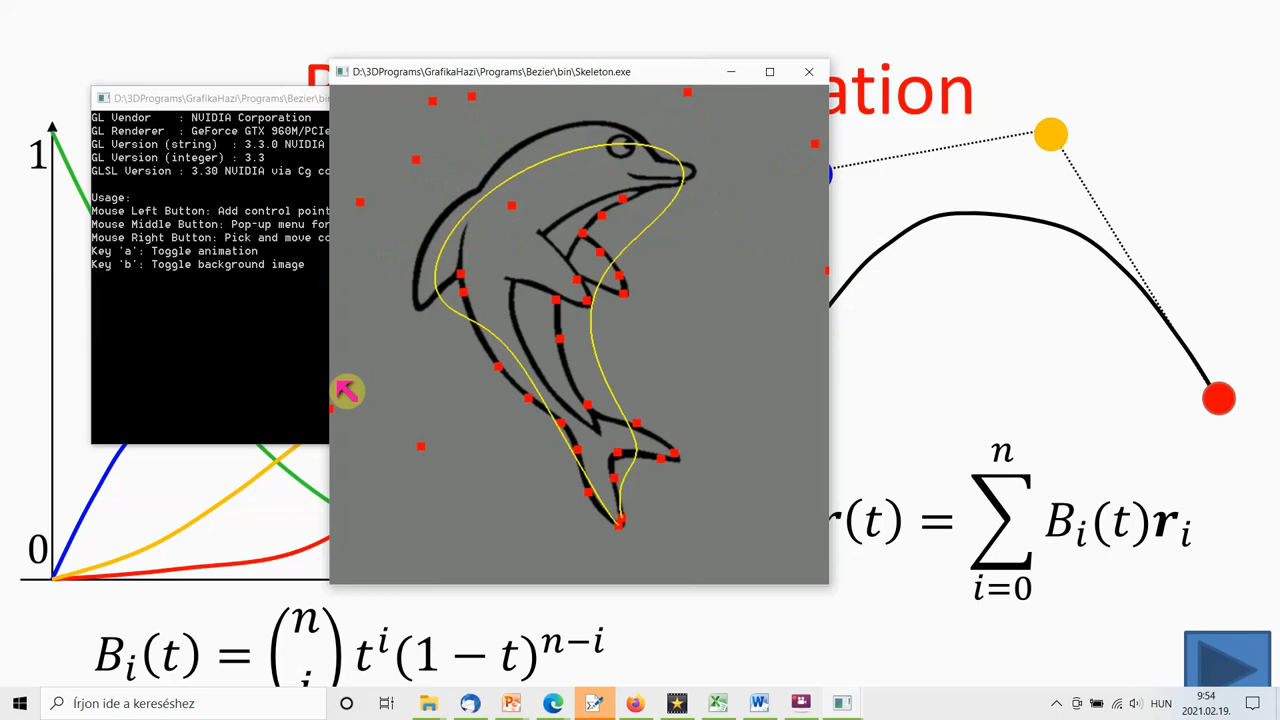 ation
D:\3DPrograms\GrafikaHazi\Programs\Bezier\bin\Skeleton.exe
D:\3DPrograms\GrafikaHazi\Programs\Bezier\bin
GL Vendor : NVIDIA Corporation
GL Renderer : GeForce GTX 960M/PCIe
GL Version (string) : 3.3.0 NVIDIA
GL Version (integer) : 3.3
GLSL Version : 3.30 NVIDIA via Cg co
Usage:
Mouse Left Button: Add control point
Mouse Middle Button: Pop-up menu for
Mouse Right Button: Pick and move co
Key 'a': Toggle animation
Key 'b': Toggle background image
1
0
r(t) = ∑_{i=0}^{n} B_i(t)r_i
B_i(t) = (n i) t^i(1 − t)^{n−i}
Írjon ide a kereséshez
HUN
9:54
2021.02.19.